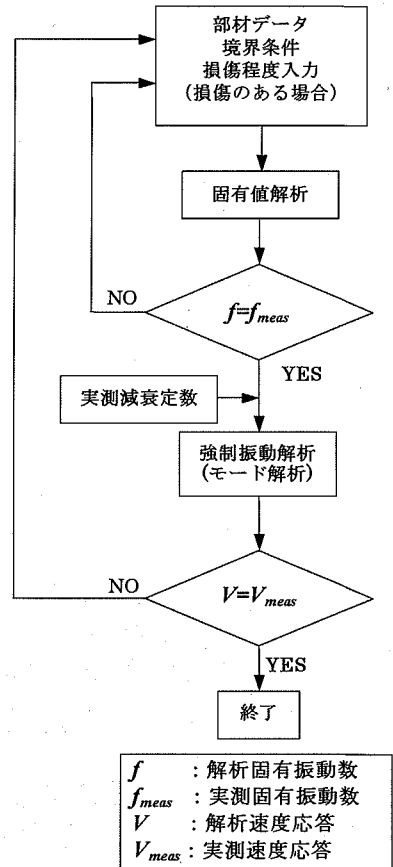 部材データ
境界条件
損傷程度入力
(損傷のある場合)
固有値解析
NO
f=f_meas
YES
実測減衰定数
強制振動解析
(モード解析)
NO
V=V_meas
YES
終了
f : 解析固有振動数
f_meas : 実測固有振動数
V : 解析速度応答
V_meas : 実測速度応答